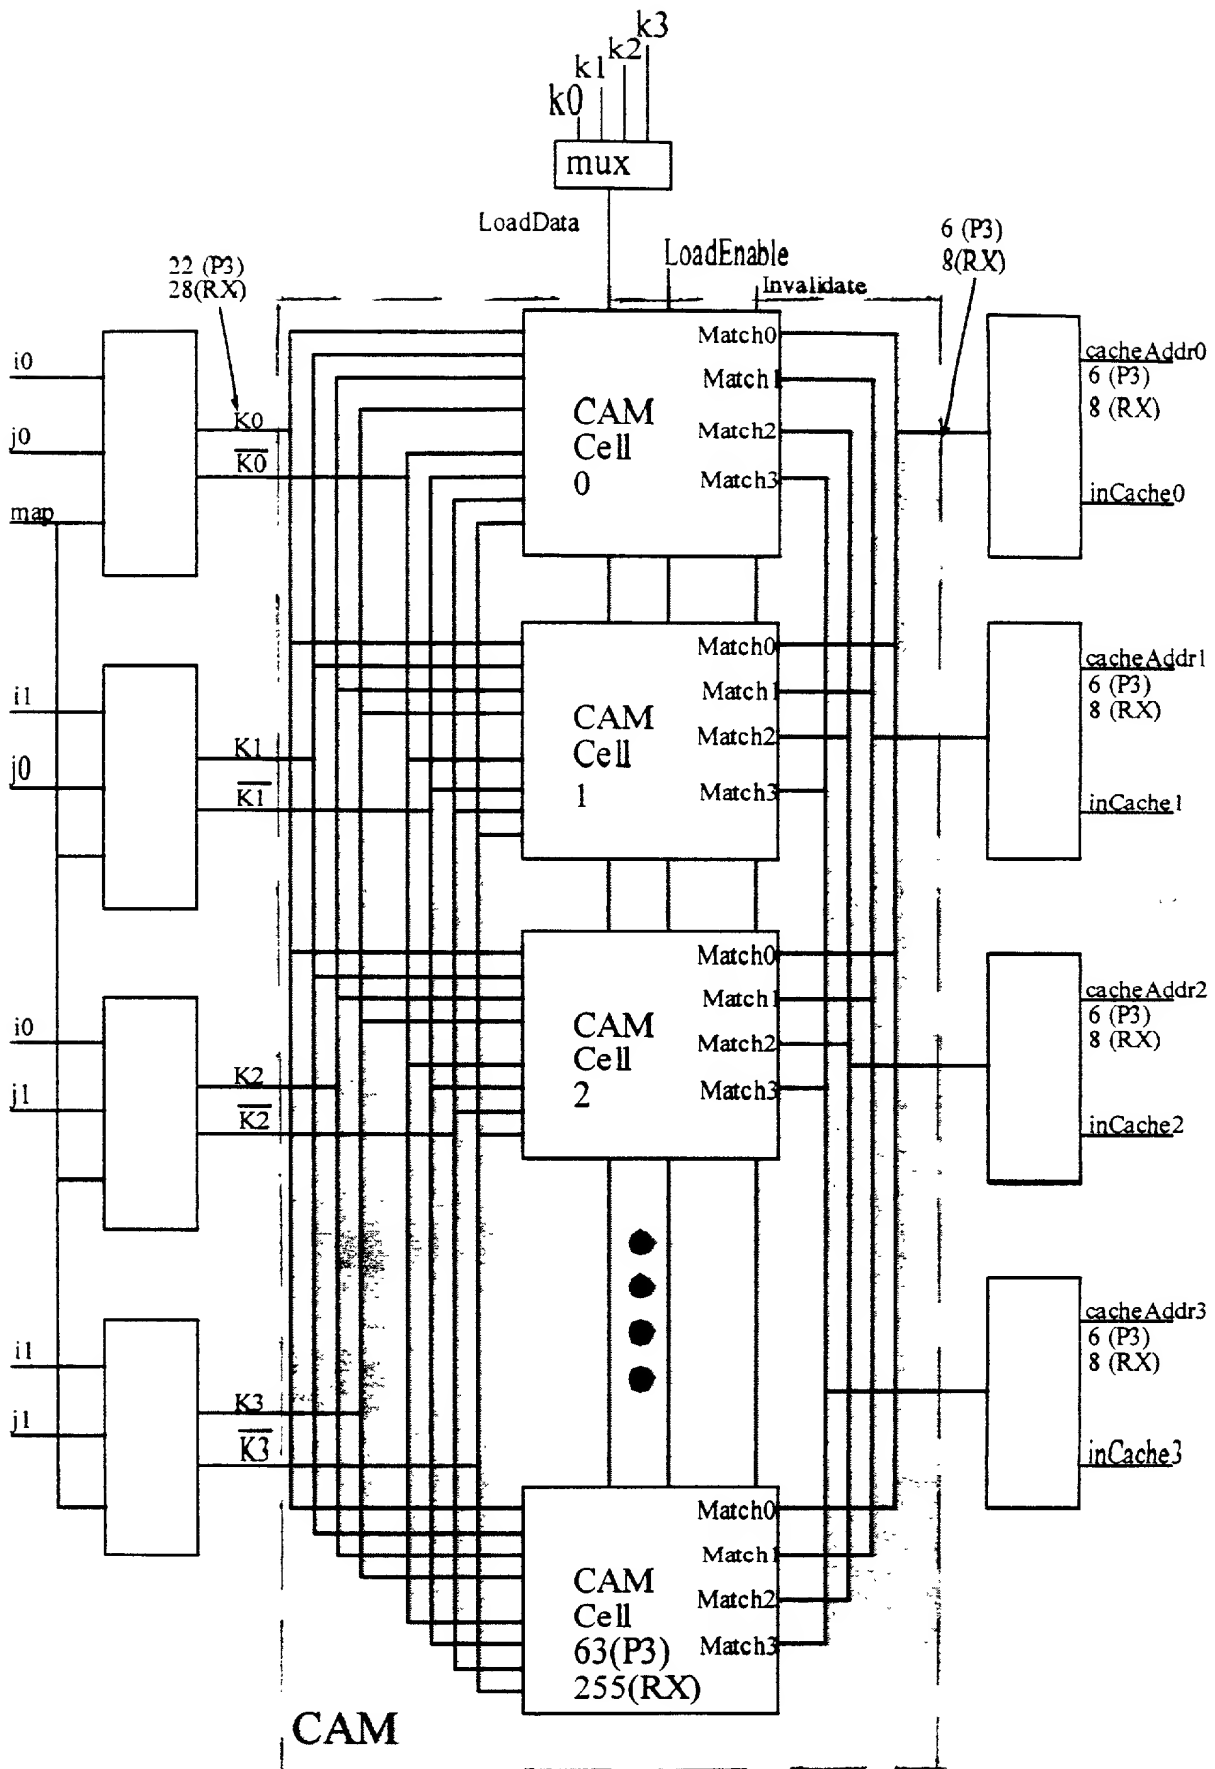 k3
k2
k1
k0
mux
LoadData
LoadEnable
Invalidate
22 (P3)
28(RX)
6 (P3)
8(RX)
i0
j0
map
K0
K0
CAM
Cell
0
Match0
Match1
Match2
Match3
cacheAddr0
6 (P3)
8 (RX)
inCache0
i1
j0
K1
K1
CAM
Cell
1
Match0
Match1
Match2
Match3
cacheAddr1
6 (P3)
8 (RX)
inCache1
i0
j1
K2
K2
CAM
Cell
2
Match0
Match1
Match2
Match3
cacheAddr2
6 (P3)
8 (RX)
inCache2
i1
j1
K3
K3
CAM
Cell
63(P3)
255(RX)
Match0
Match1
Match2
Match3
cacheAddr3
6 (P3)
8 (RX)
inCache3
CAM